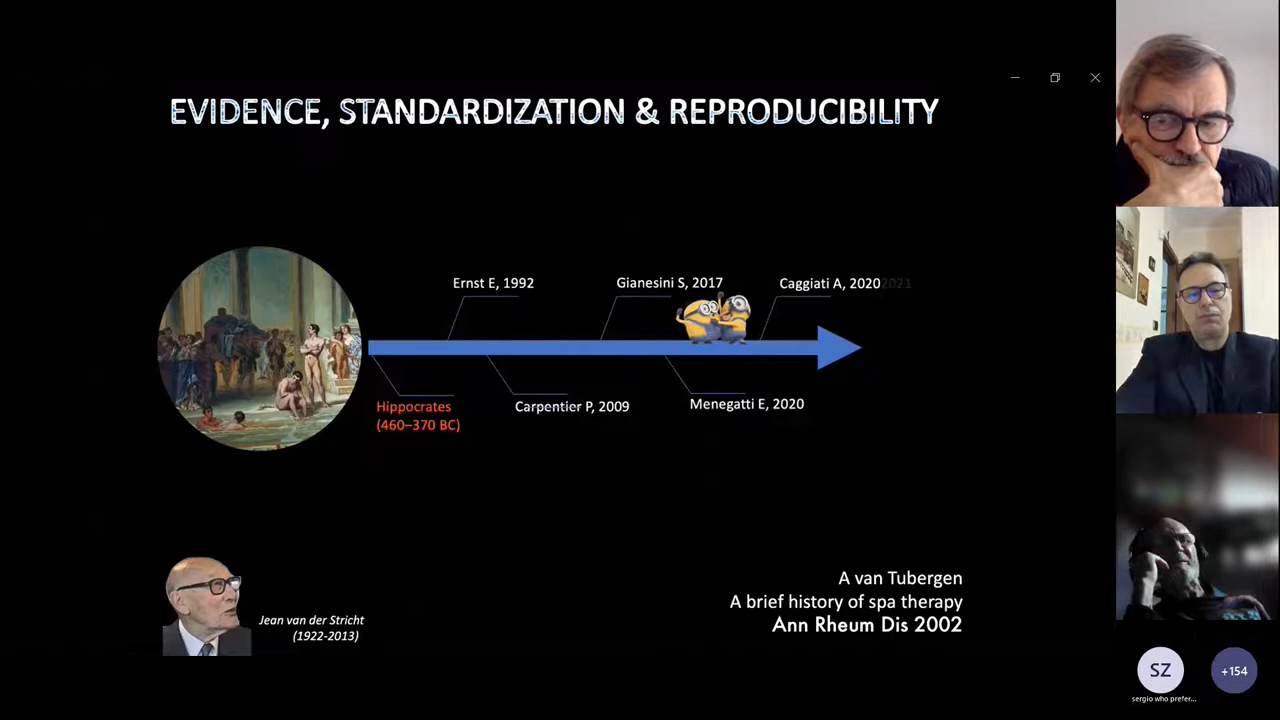 EVIDENCE, STANDARDIZATION & REPRODUCIBILITY
Ernst E, 1992
Gianesini S, 2017
Caggiati A, 20202021
Hippocrates
(460–370 BC)
Carpentier P, 2009
Menegatti E, 2020
Jean van der Stricht
(1922-2013)
A van Tubergen
A brief history of spa therapy
Ann Rheum Dis 2002
SZ
+154
sergio who prefer...